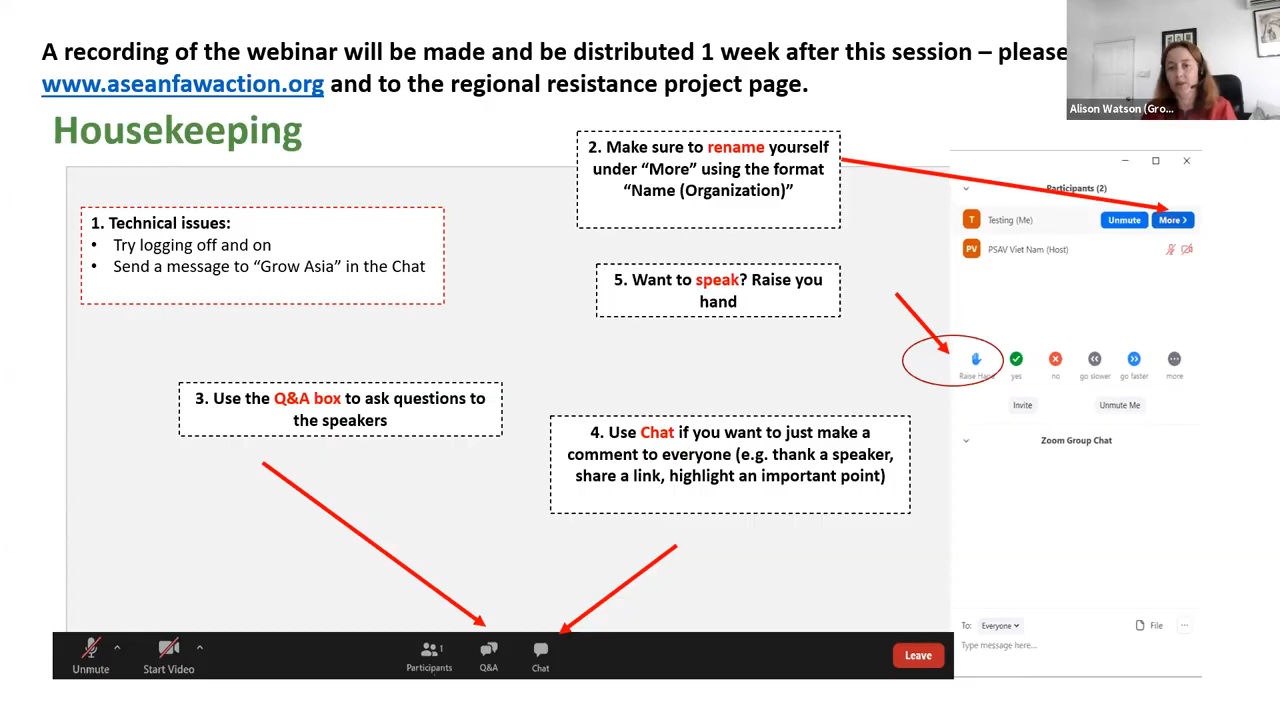 A recording of the webinar will be made and be distributed 1 week after this session – please
www.aseanfawaction.org and to the regional resistance project page.
Alison Watson (Gro...
Housekeeping
1. Technical issues:
• Try logging off and on
• Send a message to “Grow Asia” in the Chat
2. Make sure to rename yourself
under “More” using the format
“Name (Organization)”
5. Want to speak? Raise you
hand
3. Use the Q&A box to ask questions to
the speakers
4. Use Chat if you want to just make a
comment to everyone (e.g. thank a speaker,
share a link, highlight an important point)
Participants (2)
T Testing (Me) Unmute More >
PV PSAV Viet Nam (Host)
Raise Hand yes no go slower go faster more
Invite Unmute Me
Zoom Group Chat
To: Everyone File ...
Type message here...
Unmute Start Video Participants 1 Q&A Chat Leave